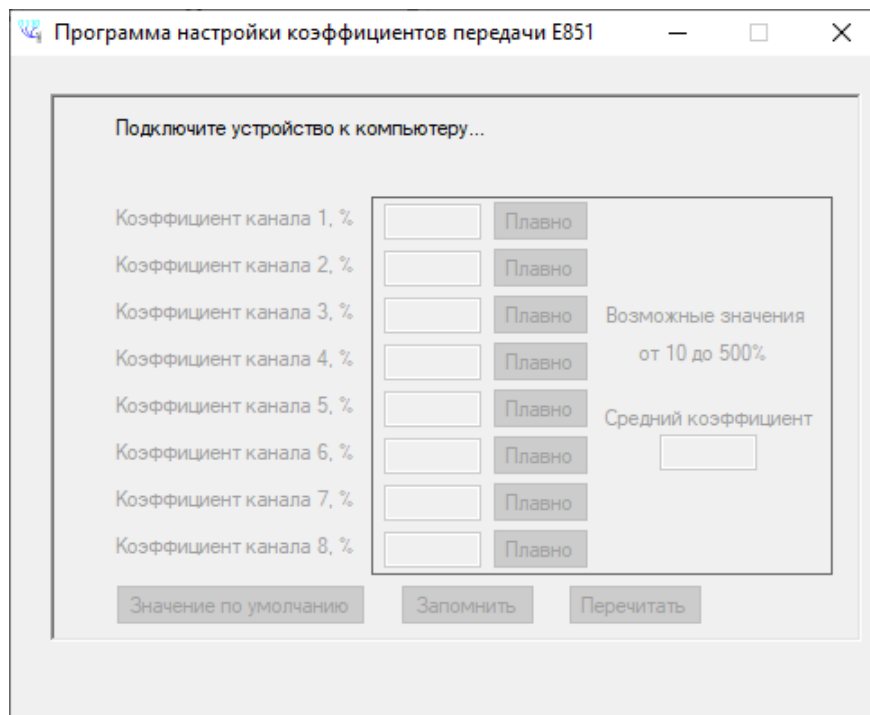 Программа настройки коэффициентов передачи E851
Подключите устройство к компьютеру...
Коэффициент канала 1, %
Плавно
Коэффициент канала 2, %
Плавно
Коэффициент канала 3, %
Плавно
Возможные значения
Коэффициент канала 4, %
Плавно
от 10 до 500%
Коэффициент канала 5, %
Плавно
Средний коэффициент
Коэффициент канала 6, %
Плавно
Коэффициент канала 7, %
Плавно
Коэффициент канала 8, %
Плавно
Значение по умолчанию
Запомнить
Перечитать